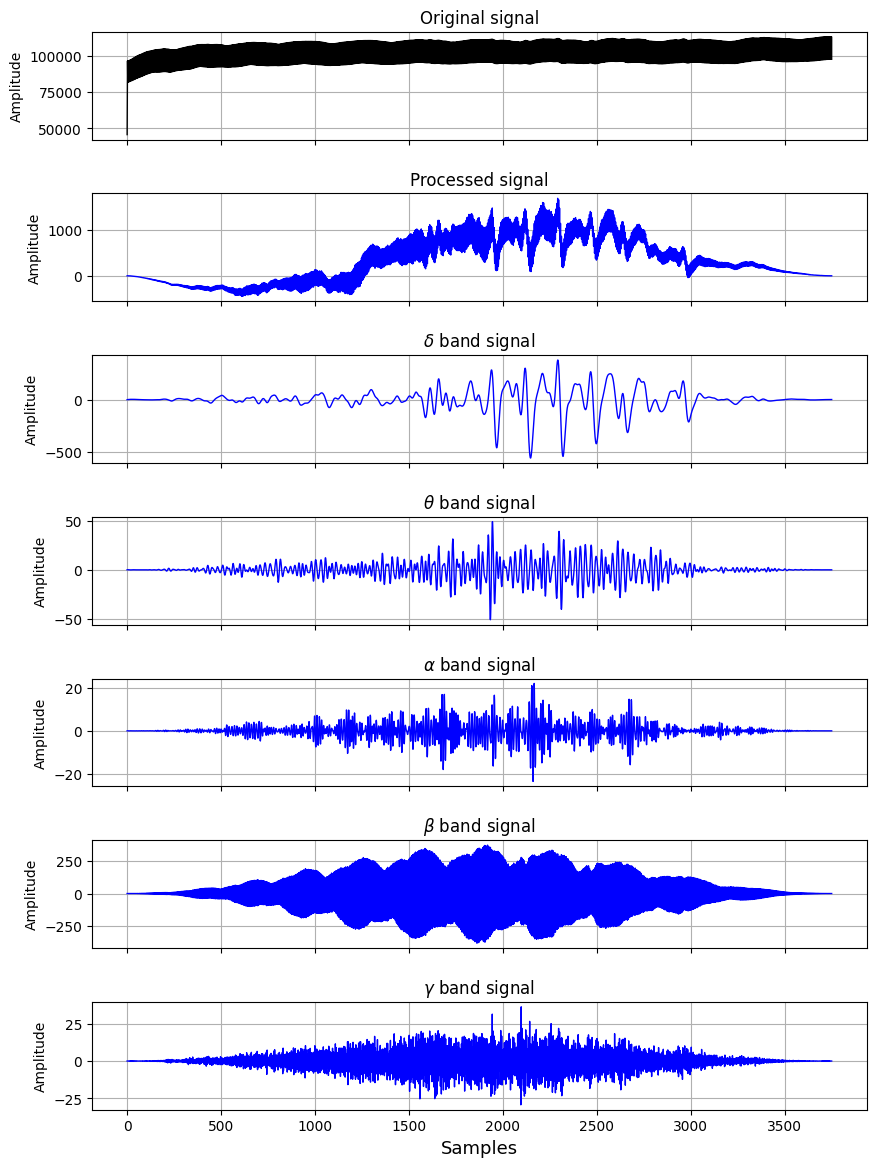 Original signal
Amplitude
100000
75000
50000
Processed signal
Amplitude
1000
0
δ band signal
Amplitude
0
−500
θ band signal
Amplitude
50
0
−50
α band signal
Amplitude
20
0
−20
β band signal
Amplitude
250
0
−250
γ band signal
Amplitude
25
0
−25
0 500 1000 1500 2000 2500 3000 3500
Samples